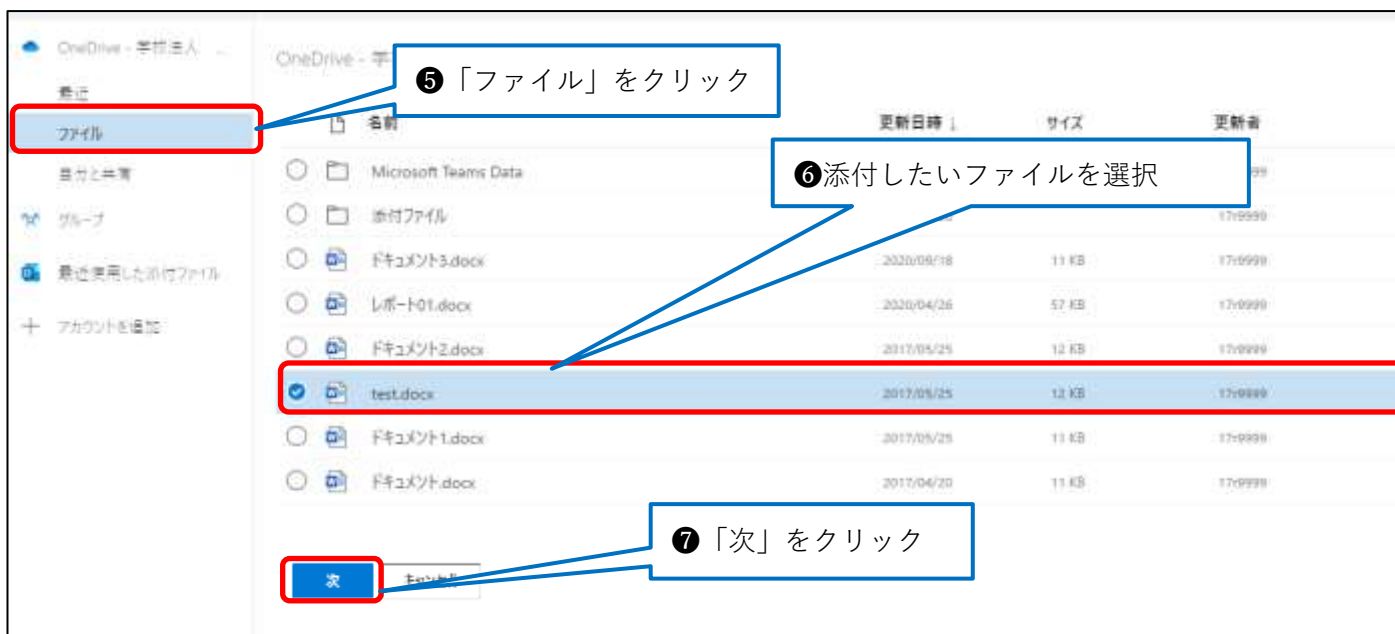 OneDrive - 学校法人 ...
最近
ファイル
自分と共有
グループ
最近使用した添付ファイル
アカウントを追加
OneDrive - 学
❺「ファイル」をクリック
名前 更新日時 ↓ サイズ 更新者
❻添付したいファイルを選択
Microsoft Teams Data 99
添付ファイル 17r9999
ドキュメント3.docx 2020/09/18 11 KB 17r9999
レポート01.docx 2020/04/26 57 KB 17r9999
ドキュメント2.docx 2017/05/25 12 KB 17r9999
test.docx 2017/05/25 12 KB 17r9999
ドキュメント1.docx 2017/05/25 11 KB 17r9999
ドキュメント.docx 2017/04/20 11 KB 17r9999
❼「次」をクリック
次 キャンセル